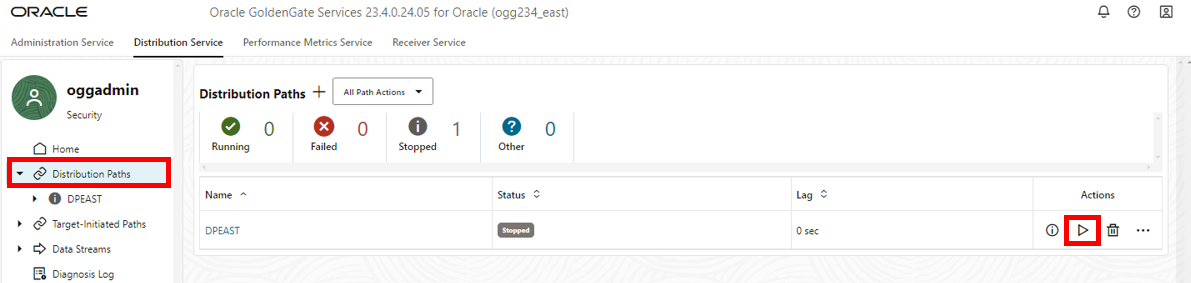 ORACLE Oracle GoldenGate Services 23.4.0.24.05 for Oracle (ogg234_east)
Administration Service Distribution Service Performance Metrics Service Receiver Service
oggadmin
Security
Home
Distribution Paths
DPEAST
Target-Initiated Paths
Data Streams
Diagnosis Log
Distribution Paths All Path Actions
0 0 1 0
Running Failed Stopped Other
Name Status Lag Actions
DPEAST Stopped 0 sec